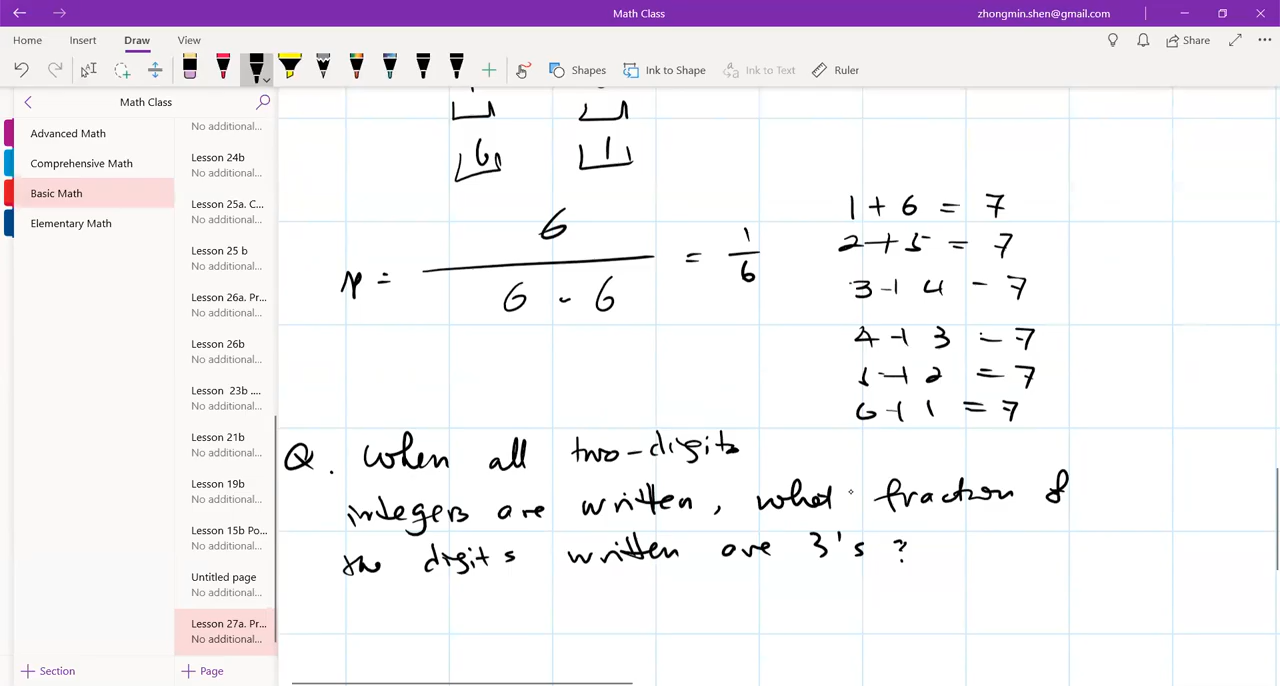 Math Class
zhongmin.shen@gmail.com
Home
Insert
Draw
View
Share
Shapes
Ink to Shape
Ink to Text
Ruler
Math Class
Advanced Math
Comprehensive Math
Basic Math
Elementary Math
No additional...
Lesson 24b
No additional...
Lesson 25a. C...
No additional...
Lesson 25 b
No additional...
Lesson 26a. Pr...
No additional...
Lesson 26b
No additional...
Lesson 23b ....
No additional...
Lesson 21b
No additional...
Lesson 19b
No additional...
Lesson 15b Po...
No additional...
Untitled page
No additional...
Lesson 27a. Pr...
No additional...
Section
Page
6 1
6
= 1
6 · 6 6
1 + 6 = 7
2 + 5 = 7
3 + 4 = 7
4 + 3 = 7
5 + 2 = 7
6 + 1 = 7
Q. When all two-digits
integers are written, what fraction of
the digits written are 3's?